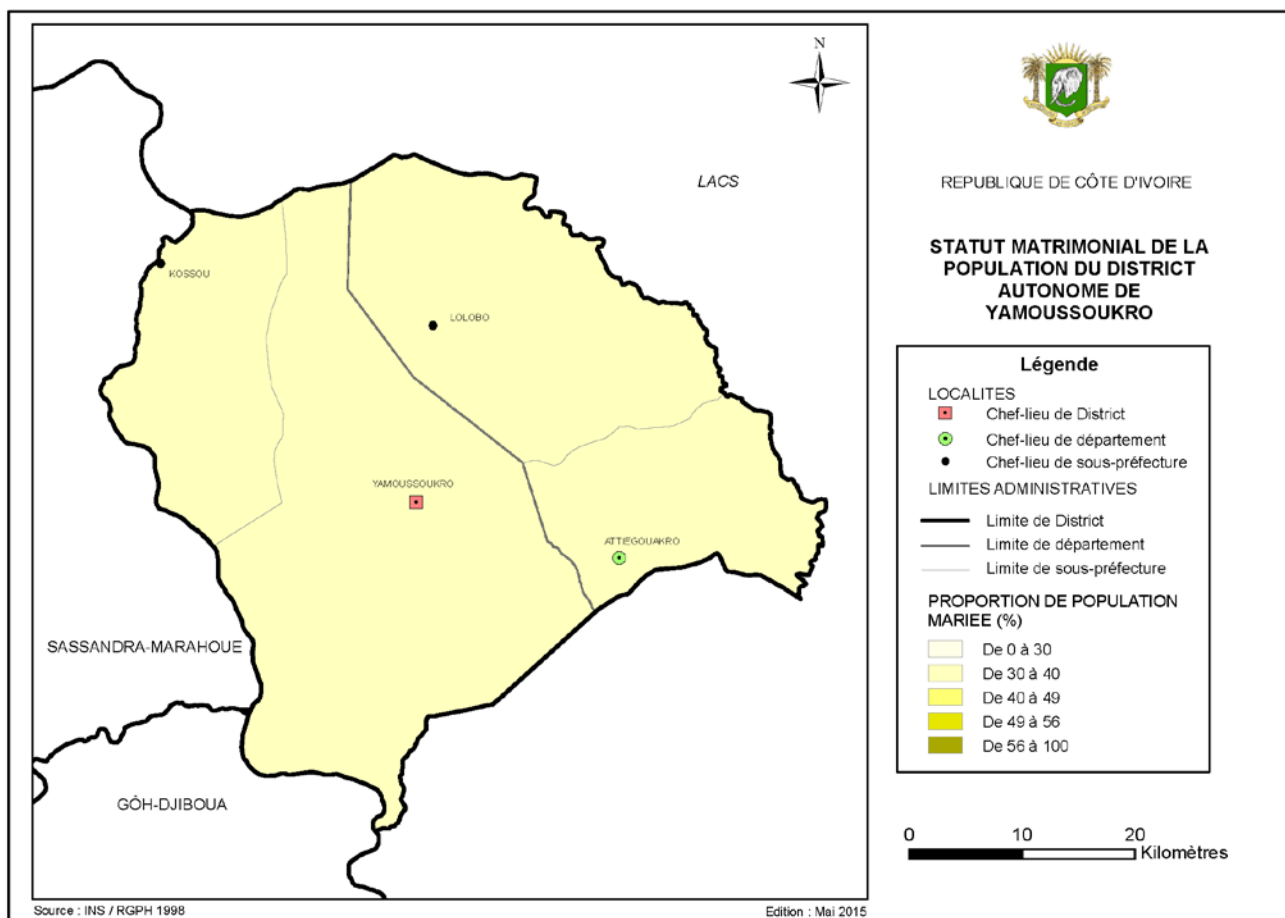 N
LACS
KOSSOU
LOLOBO
YAMOUSSOUKRO
ATTIEGOUAKRO
SASSANDRA-MARAHOUE
GÔH-DJIBOUA
Source : INS / RGPH 1998
Edition : Mai 2015
REPUBLIQUE DE CÔTE D'IVOIRE
STATUT MATRIMONIAL DE LA
POPULATION DU DISTRICT
AUTONOME DE
YAMOUSSOUKRO
Légende
LOCALITES
Chef-lieu de District
Chef-lieu de département
Chef-lieu de sous-préfecture
LIMITES ADMINISTRATIVES
Limite de District
Limite de département
Limite de sous-préfecture
PROPORTION DE POPULATION
MARIEE (%)
De 0 à 30
De 30 à 40
De 40 à 49
De 49 à 56
De 56 à 100
0 10 20
Kilomètres